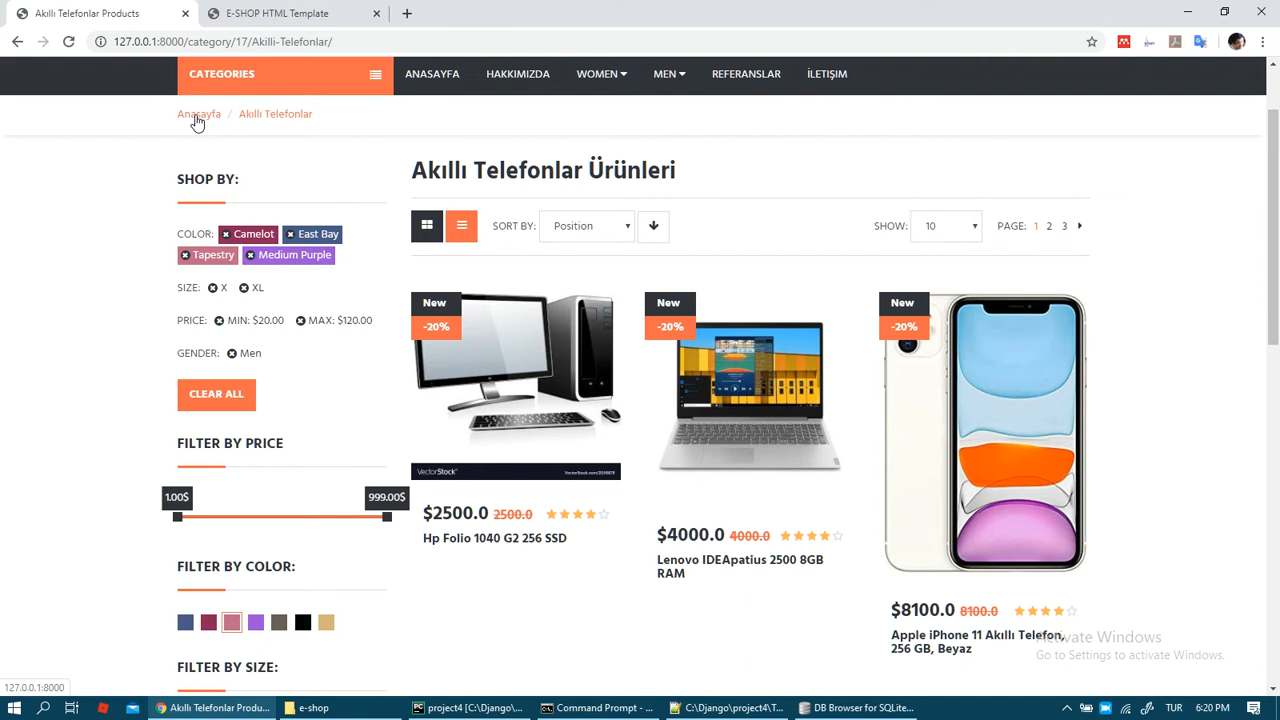 Akıllı Telefonlar Products
E-SHOP HTML Template
127.0.0.1:8000/category/17/Akilli-Telefonlar/
CATEGORIES
ANASAYFA HAKKIMIZDA WOMEN MEN REFERANSLAR İLETIŞIM
Anasayfa / Akıllı Telefonlar
SHOP BY:
COLOR: Camelot East Bay
Tapestry Medium Purple
SIZE: X XL
PRICE: MIN: $20.00 MAX: $120.00
GENDER: Men
CLEAR ALL
FILTER BY PRICE
1.00$ 999.00$
FILTER BY COLOR:
FILTER BY SIZE:
Akıllı Telefonlar Ürünleri
SORT BY: Position SHOW: 10 PAGE: 1 2 3
New
-20%
VectorStock
$2500.0 2500.0
Hp Folio 1040 G2 256 SSD
New
-20%
$4000.0 4000.0
Lenovo IDEApatius 2500 8GB
RAM
New
-20%
$8100.0 8100.0
Apple iPhone 11 Akıllı Telefon,
256 GB, Beyaz
Activate Windows
Go to Settings to activate Windows.
127.0.0.1:8000
Akıllı Telefonlar Produ...
e-shop
project4 [C:\Django\...
Command Prompt - ...
C:\Django\project4\T...
DB Browser for SQLite...
TUR 6:20 PM